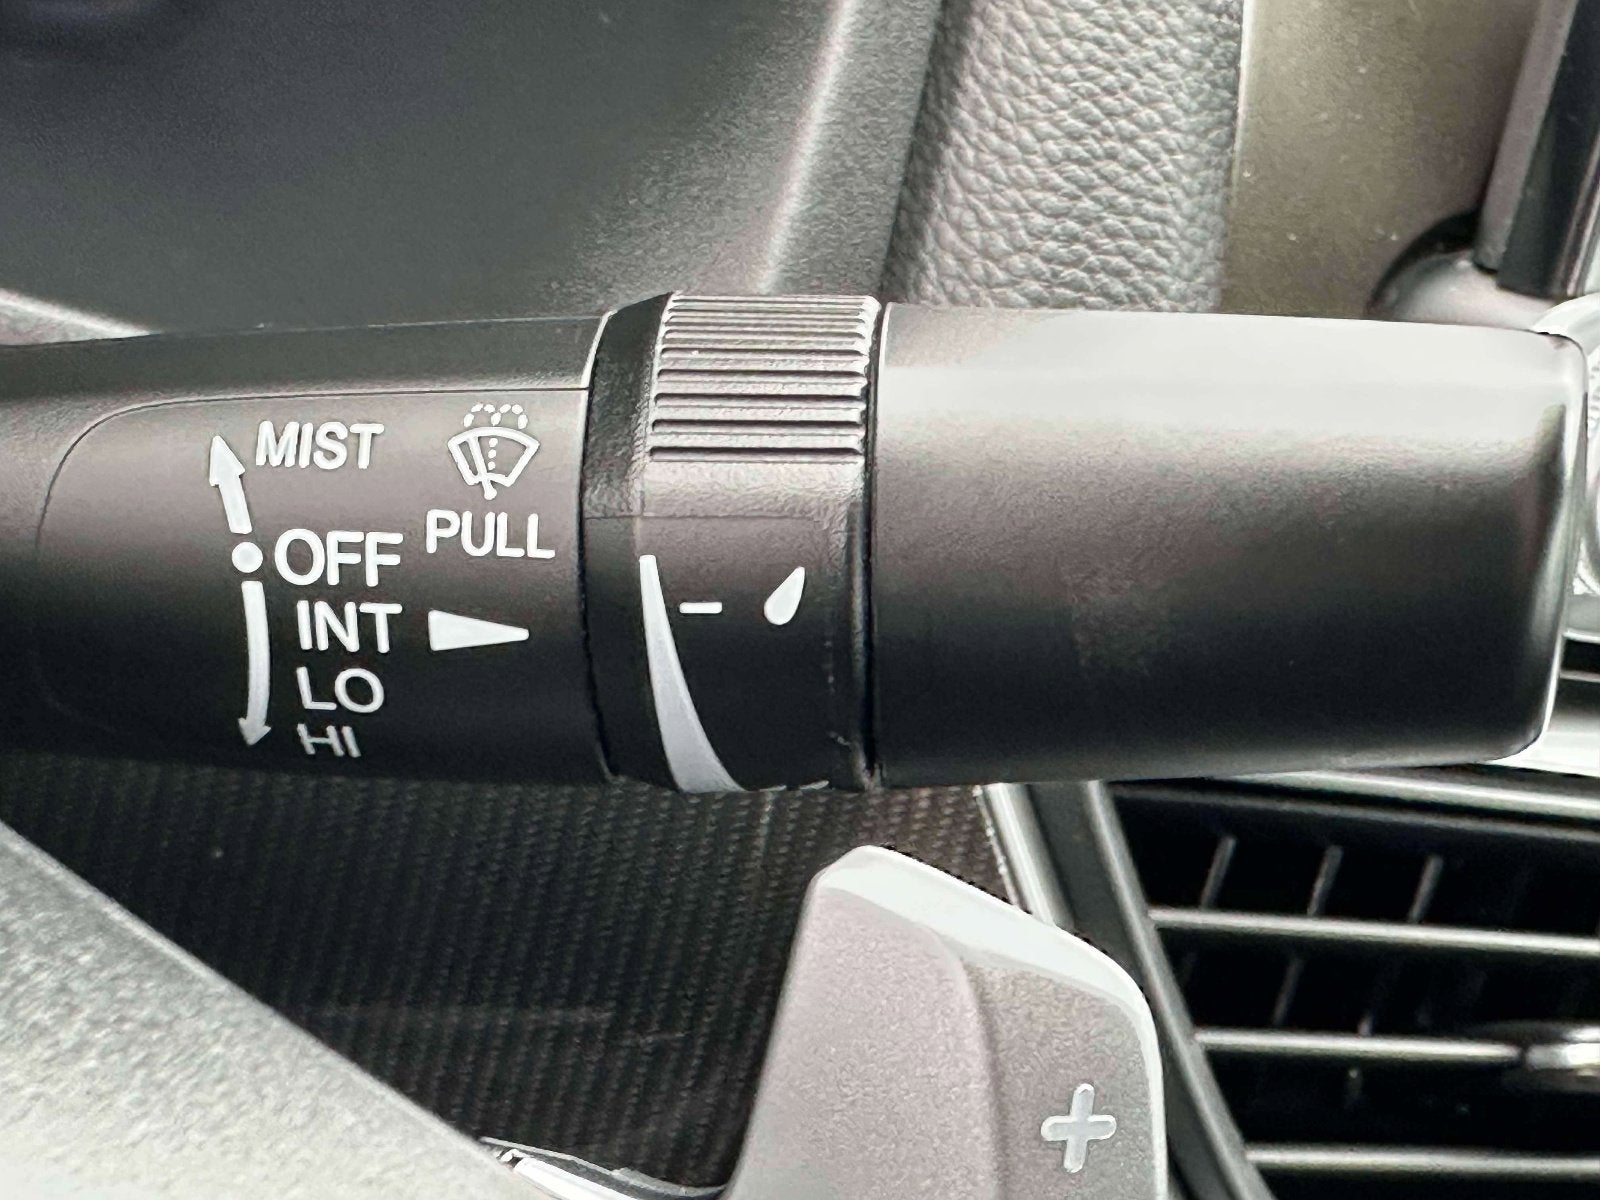 MIST
PULL
OFF
INT
LO
HI
-
+